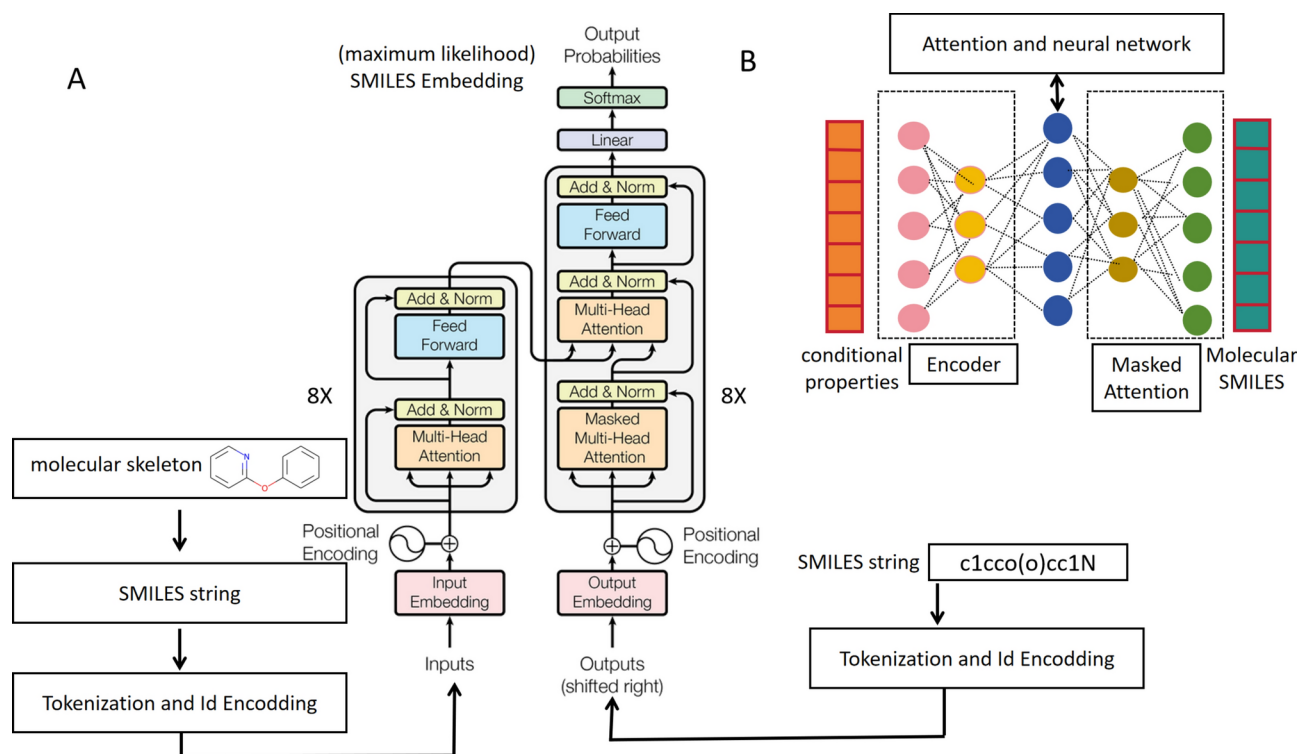 A
(maximum likelihood)
SMILES Embedding
Output
Probabilities
Softmax
Linear
Add & Norm
Feed
Forward
Add & Norm
Multi-Head
Attention
Add & Norm
Masked
Multi-Head
Attention
8X
Add & Norm
Feed
Forward
Add & Norm
Multi-Head
Attention
8X
Positional
Encoding
Positional
Encoding
Input
Embedding
Output
Embedding
Inputs
Outputs
(shifted right)
molecular skeleton
N
O
SMILES string
Tokenization and Id Encodding
B
Attention and neural network
conditional
properties
Encoder
Masked
Attention
Molecular
SMILES
SMILES string
c1cco(o)cc1N
Tokenization and Id Encodding